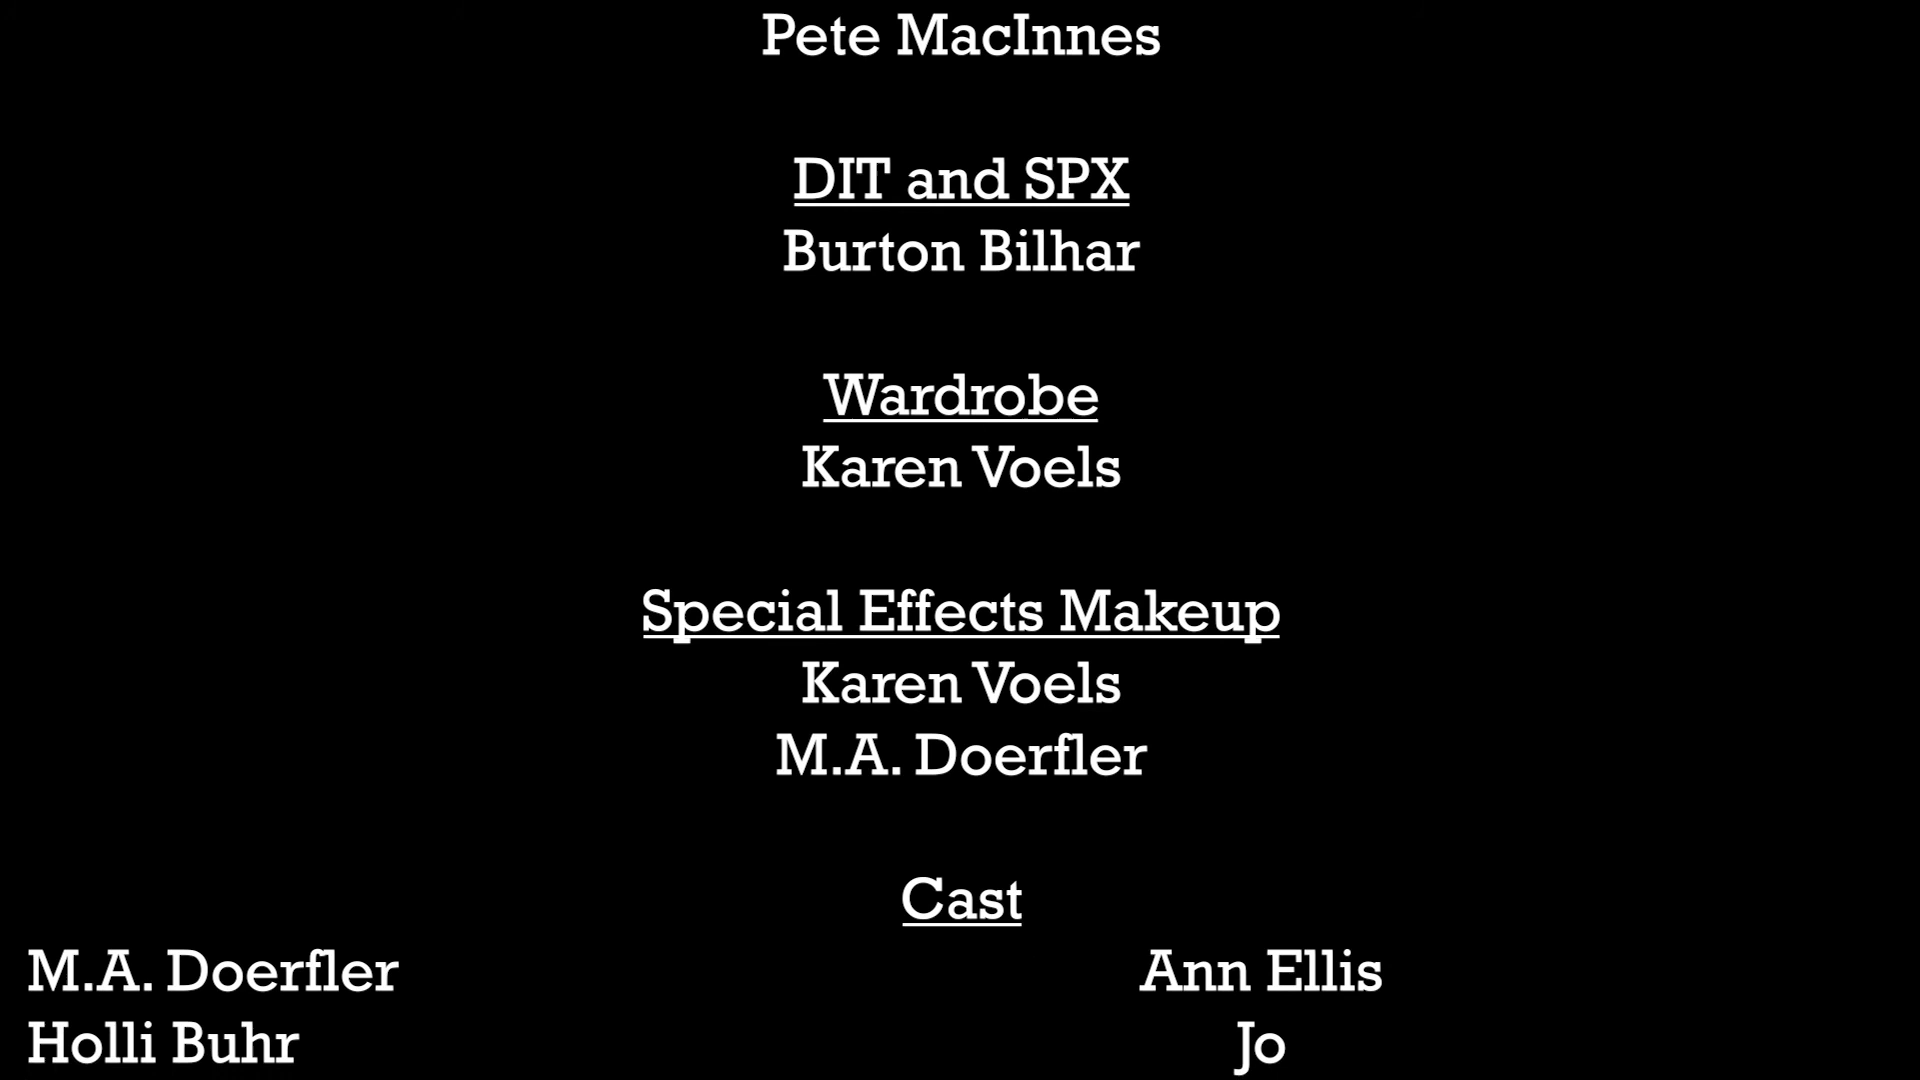 Pete MacInnes
DIT and SPX
Burton Bilhar
Wardrobe
Karen Voels
Special Effects Makeup
Karen Voels
M.A. Doerfler
Cast
M.A. Doerfler Ann Ellis
Holli Buhr Jo